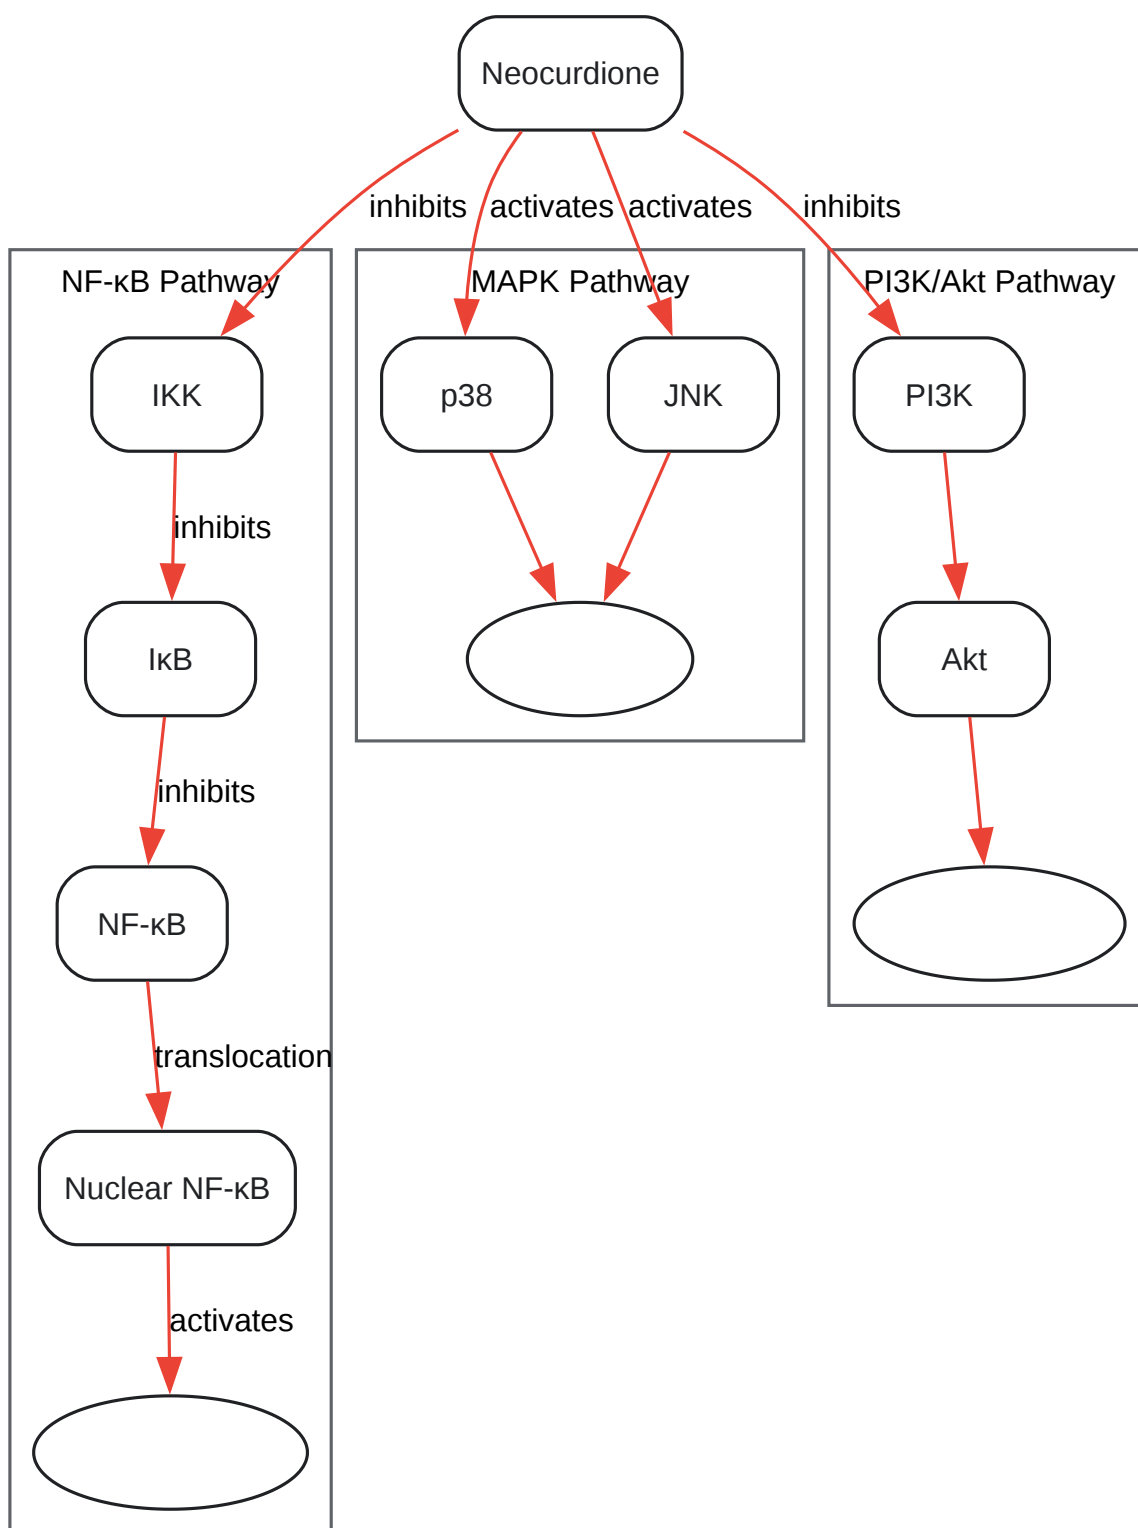 Neocurdione
inhibits activates activates inhibits
NF-κB Pathway MAPK Pathway PI3K/Akt Pathway
IKK p38 JNK PI3K
inhibits
IκB Akt
inhibits
NF-κB
translocation
Nuclear NF-κB
activates